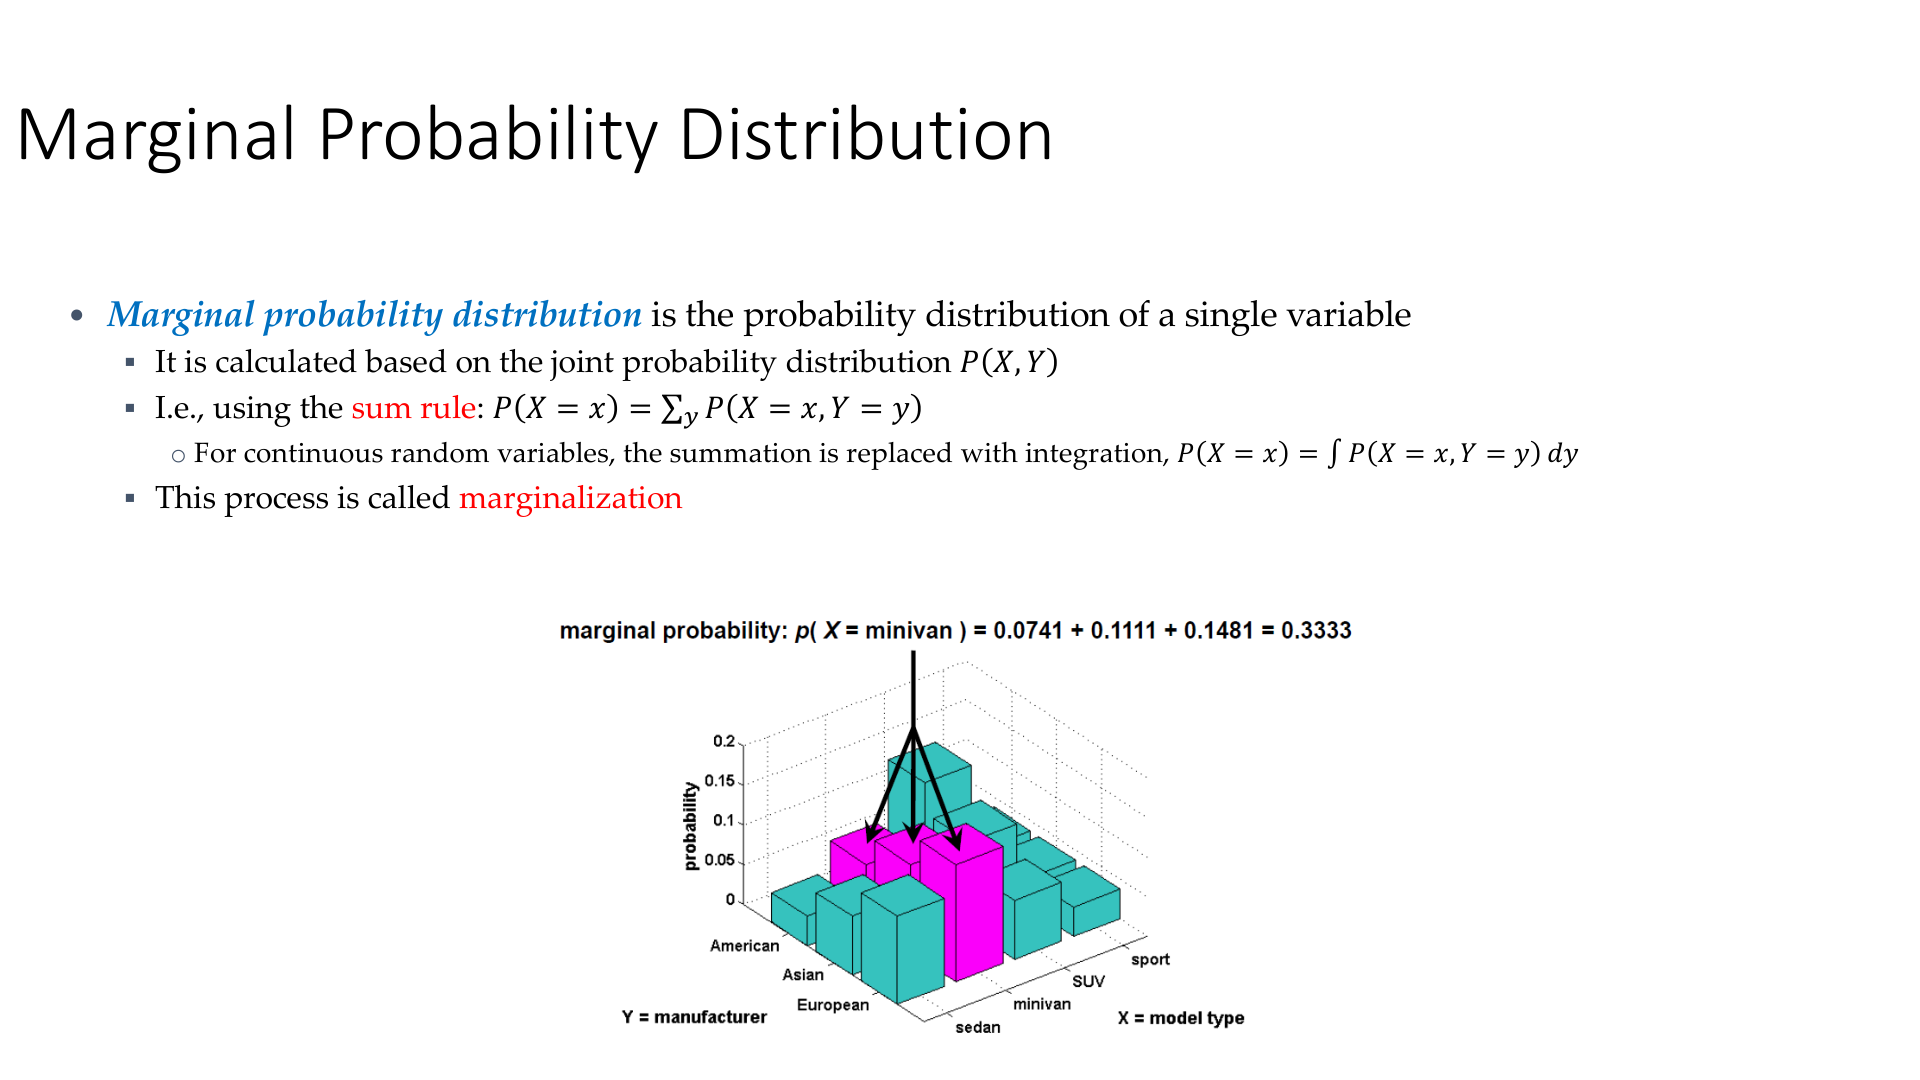 Marginal Probability Distribution
• Marginal probability distribution is the probability distribution of a single variable
▪ It is calculated based on the joint probability distribution P(X, Y)
▪ I.e., using the sum rule: P(X = x) = ∑y P(X = x, Y = y)
○ For continuous random variables, the summation is replaced with integration, P(X = x) = ∫ P(X = x, Y = y) dy
▪ This process is called marginalization
marginal probability: p( X = minivan ) = 0.0741 + 0.1111 + 0.1481 = 0.3333
0.2
0.15
0.1
0.05
0
probability
American
Asian
European
Y = manufacturer
sport
SUV
minivan
sedan
X = model type